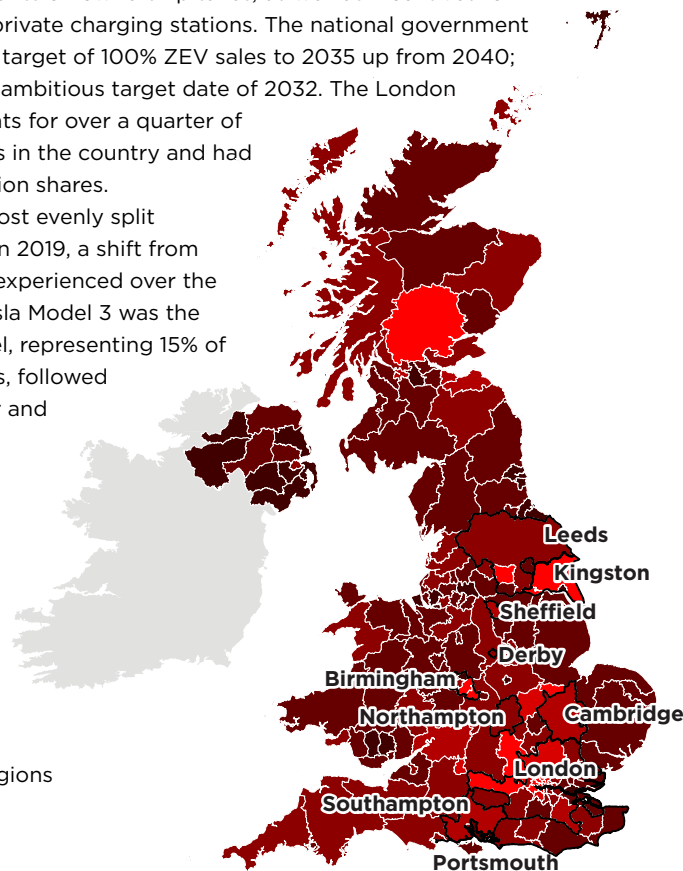 private charging stations. The national government
target of 100% ZEV sales to 2035 up from 2040;
ambitious target date of 2032. The London
ts for over a quarter of
s in the country and had
ion shares.
ost evenly split
n 2019, a shift from
experienced over the
sla Model 3 was the
el, representing 15% of
s, followed
and
Leeds
Kingston
Sheffield
Derby
Birmingham
Northampton
Cambridge
London
gions
Southampton
Portsmouth